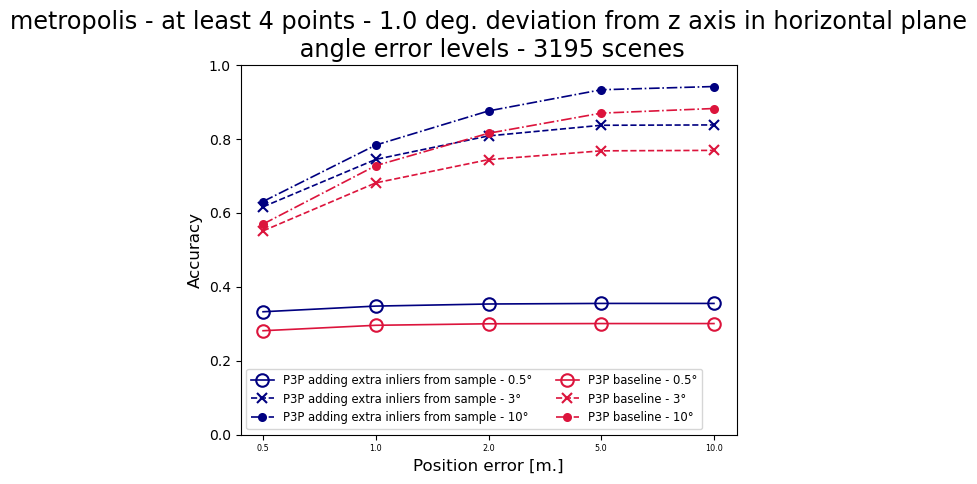 metropolis - at least 4 points - 1.0 deg. deviation from z axis in horizontal plane
angle error levels - 3195 scenes
1.0
0.8
0.6
0.4
0.2
0.0
Accuracy
P3P adding extra inliers from sample - 0.5°
P3P adding extra inliers from sample - 3°
P3P adding extra inliers from sample - 10°
P3P baseline - 0.5°
P3P baseline - 3°
P3P baseline - 10°
0.5 1.0 2.0 5.0 10.0
Position error [m.]